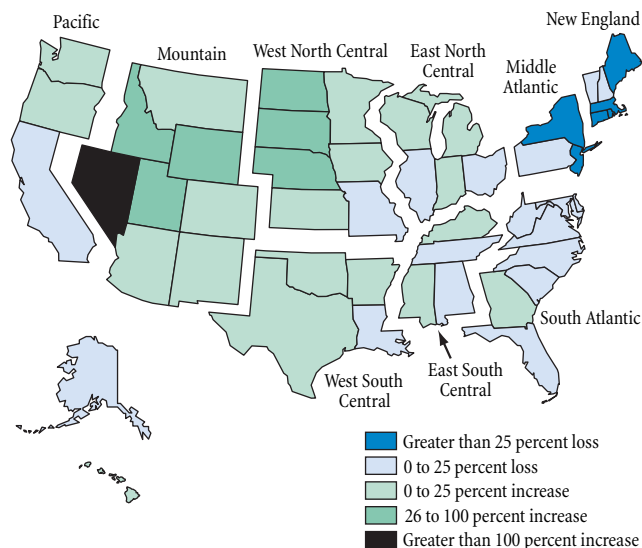 Pacific
Mountain
West North Central
East North
Central
New England
Middle
Atlantic
South Atlantic
West South
Central
East South
Central
Greater than 25 percent loss
0 to 25 percent loss
0 to 25 percent increase
26 to 100 percent increase
Greater than 100 percent increase